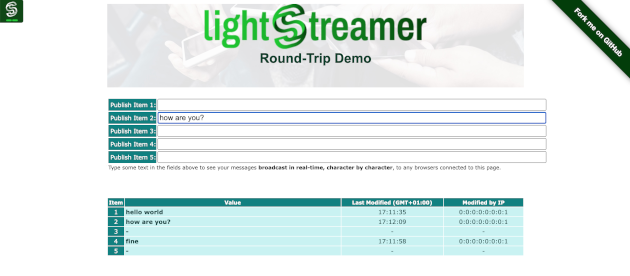 lightStreamer
Round-Trip Demo
Fork me on GitHub
Publish Item 1:
Publish Item 2: how are you?
Publish Item 3:
Publish Item 4:
Publish Item 5:
Type some text in the fields above to see your messages broadcast in real-time, character by character, to any browsers connected to this page.
Item Value Last Modified (GMT+01:00) Modified by IP
1 hello world 17:11:35 0:0:0:0:0:0:0:1
2 how are you? 17:12:09 0:0:0:0:0:0:0:1
3 - - -
4 fine 17:11:58 0:0:0:0:0:0:0:1
5 - - -